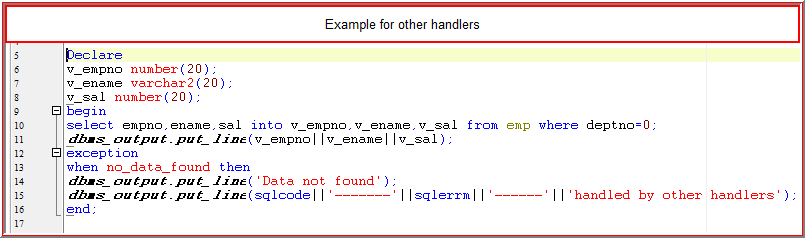 Example for other handlers
5 Declare
6 v_empno number(20);
7 v_ename varchar2(20);
8 v_sal number(20);
9 begin
10 select empno,ename,sal into v_empno,v_ename,v_sal from emp where deptno=0;
11 dbms_output.put_line(v_empno||v_ename||v_sal);
12 exception
13 when no_data_found then
14 dbms_output.put_line('Data not found');
15 dbms_output.put_line(sqlcode||'-------'||sqlerrm||'------'||'handled by other handlers');
16 end;
17